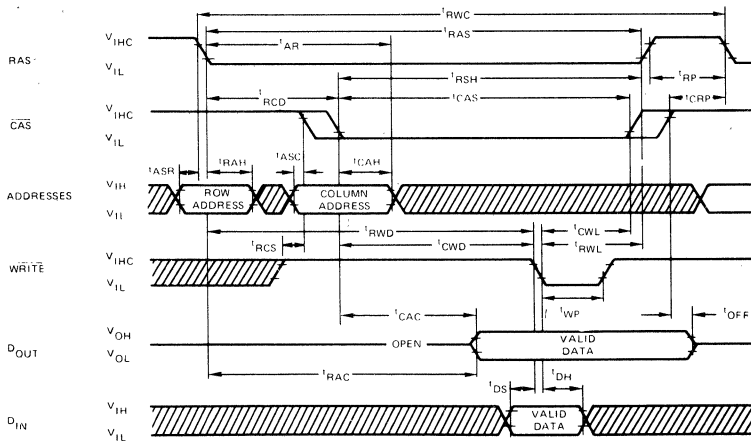 tRWC
tRAS
tAR
VIHC
RAS
VIL
tRSH
tRP
tRCD
tCAS
tCRP
VIHC
CAS
VIL
tASR
tRAH
tASC
tCAH
VIH
ADDRESSES
ROW
ADDRESS
COLUMN
ADDRESS
VIL
tRWD
tCWL
tRCS
tCWD
tRWL
VIHC
WRITE
VIL
tCAC
tWP
tOFF
VOH
DOUT
OPEN
VALID
DATA
VOL
tRAC
tDS
tDH
VIH
DIN
VALID
DATA
VIL